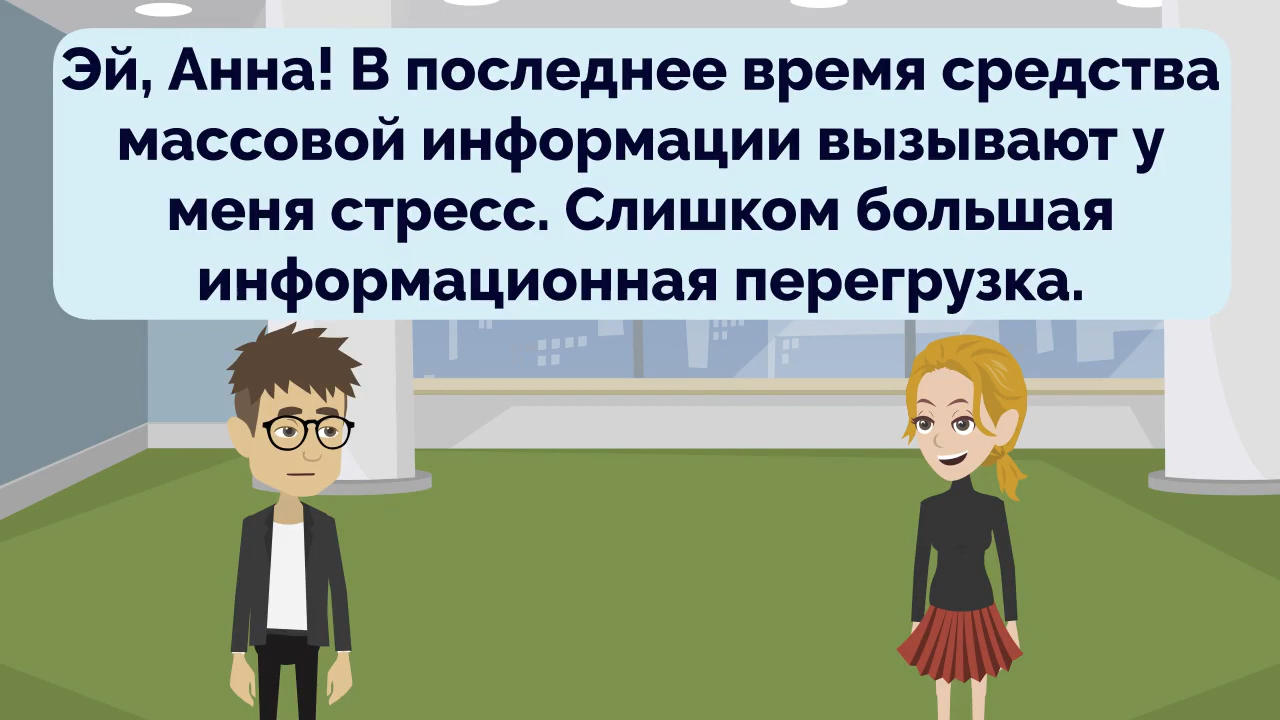 Эй, Анна! В последнее время средства
массовой информации вызывают у
меня стресс. Слишком большая
информационная перегрузка.